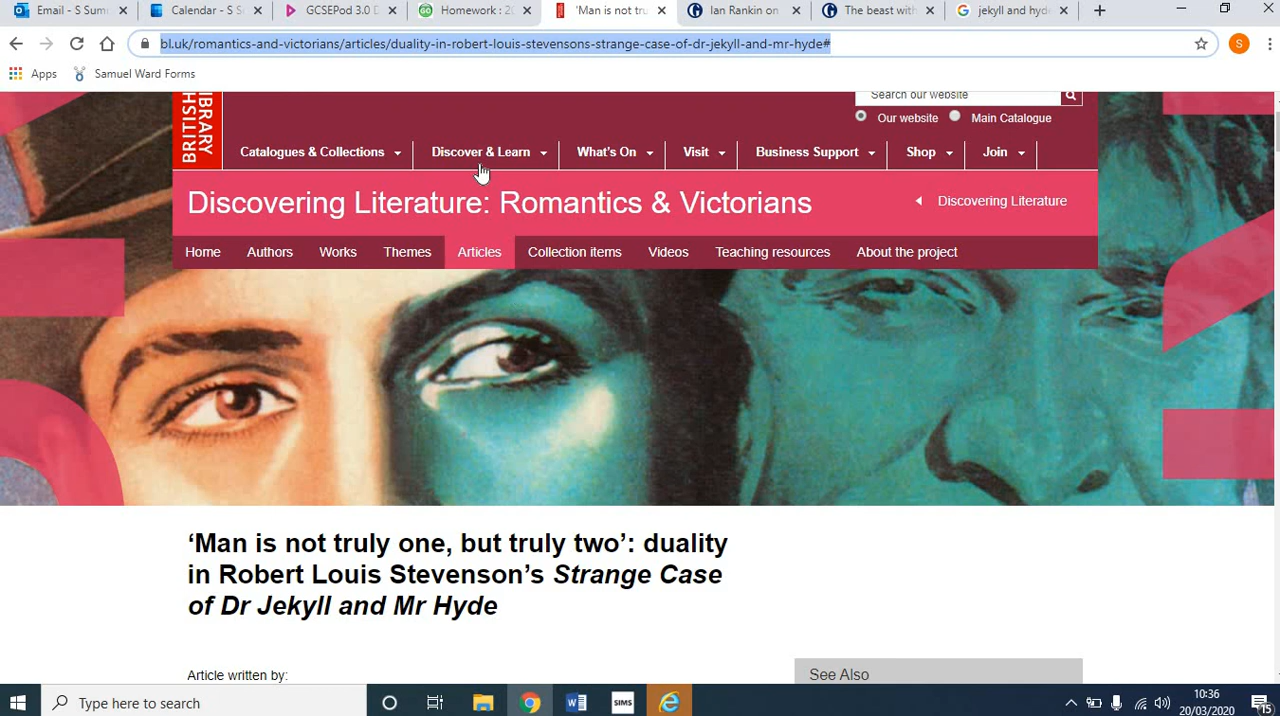 Email - S Sum
Calendar - S S
GCSEPod 3.0 D
Homework : 20
'Man is not tru
Ian Rankin on
The beast with
jekyll and hyde
bl.uk/romantics-and-victorians/articles/duality-in-robert-louis-stevensons-strange-case-of-dr-jekyll-and-mr-hyde#
S
Apps
Samuel Ward Forms
BRITISH
LIBRARY
Search our website
Our website
Main Catalogue
Catalogues & Collections
Discover & Learn
What's On
Visit
Business Support
Shop
Join
Discovering Literature: Romantics & Victorians
Discovering Literature
Home
Authors
Works
Themes
Articles
Collection items
Videos
Teaching resources
About the project
‘Man is not truly one, but truly two’: duality
in Robert Louis Stevenson’s Strange Case
of Dr Jekyll and Mr Hyde
Article written by:
See Also
Type here to search
SIMS
10:36
20/03/2020
15